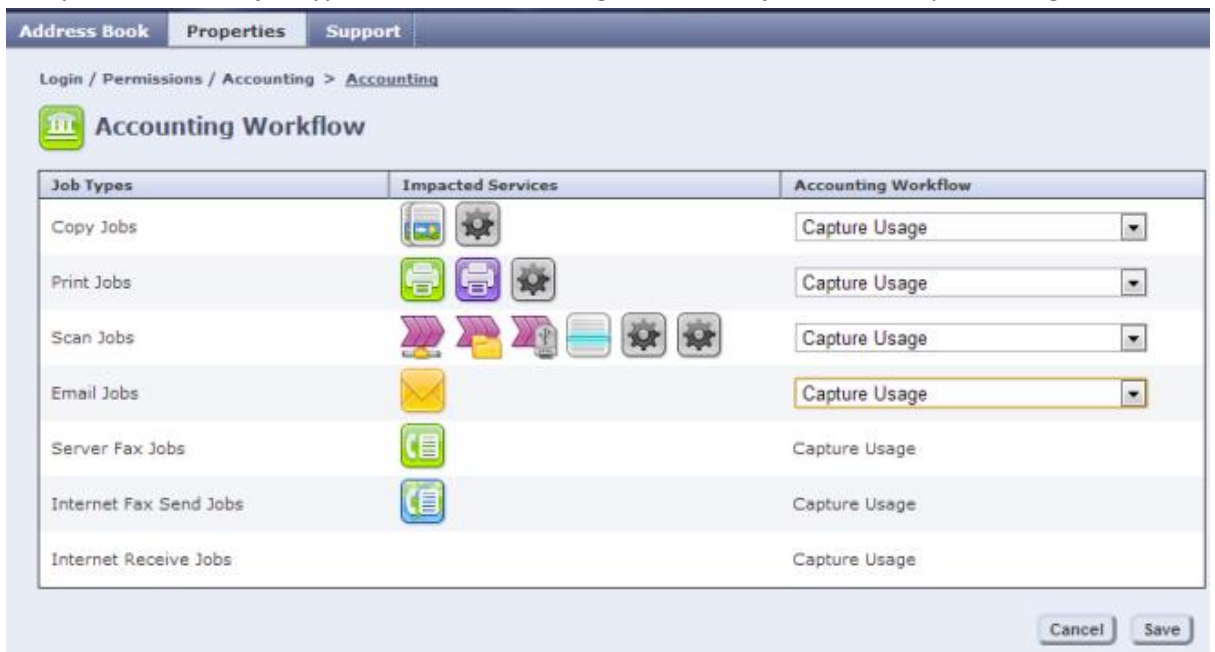 Address Book Properties Support
Login / Permissions / Accounting > Accounting
Accounting Workflow
Job Types Impacted Services Accounting Workflow
Copy Jobs Capture Usage
Print Jobs Capture Usage
Scan Jobs Capture Usage
Email Jobs Capture Usage
Server Fax Jobs Capture Usage
Internet Fax Send Jobs Capture Usage
Internet Receive Jobs Capture Usage
Cancel Save